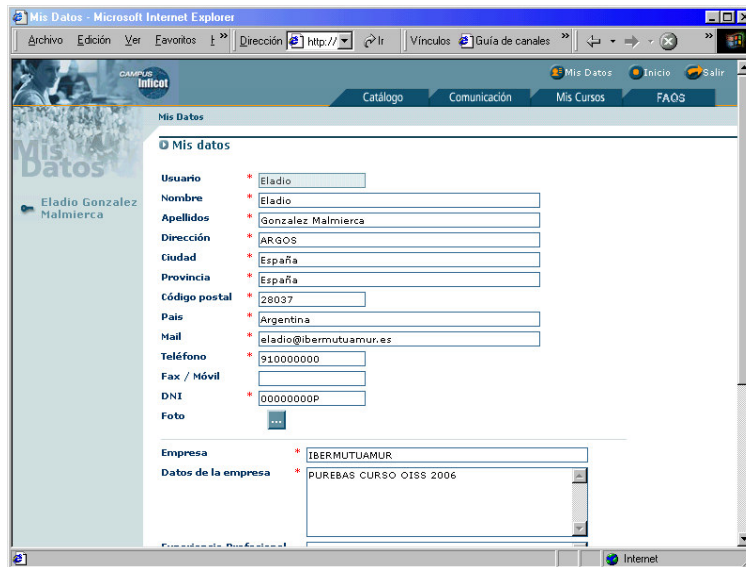 Mis Datos - Microsoft Internet Explorer
Archivo Edición Ver Favoritos » Dirección http:// Ir Vínculos Guía de canales » »
CAMPUS
Inficot
Mis Datos Inicio Salir
Catálogo Comunicación Mis Cursos FAQS
Mis Datos
Mis
Datos
Eladio Gonzalez
Malmierca
Mis datos
Usuario * Eladio
Nombre * Eladio
Apellidos * Gonzalez Malmierca
Dirección * ARGOS
Ciudad * España
Provincia * España
Código postal * 28037
Pais * Argentina
Mail * eladio@ibermutuamur.es
Teléfono * 910000000
Fax / Móvil
DNI * 00000000P
Foto ...
Empresa * IBERMUTUAMUR
Datos de la empresa * PUREBAS CURSO OISS 2006
Internet